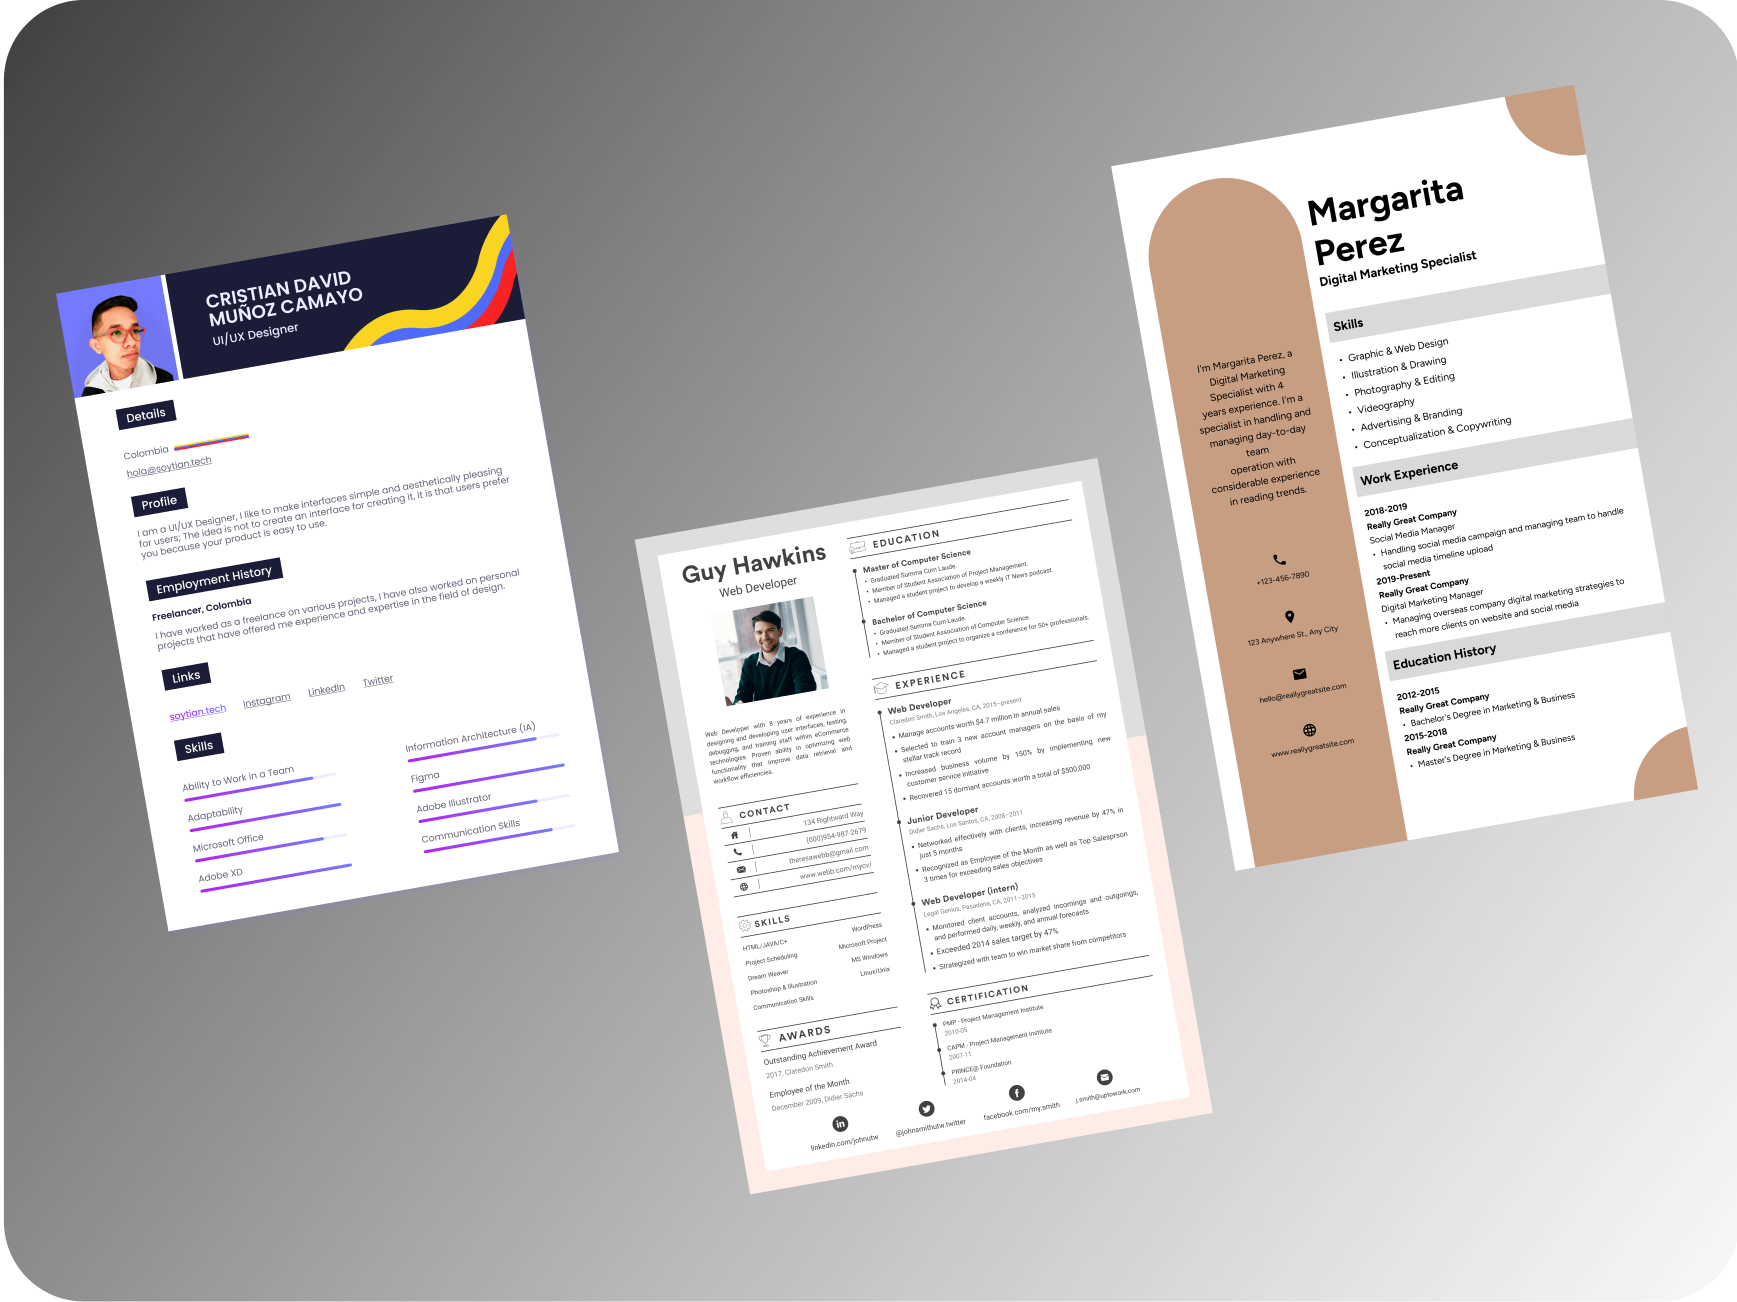 CRISTIAN DAVID
MUÑOZ CAMAYO
UI/UX Designer
Details
Colombia
hola@soytian.tech
Profile
I am a UI/UX Designer, I like to make interfaces simple and aesthetically pleasing
for users; The idea is not to create an interface for creating it, it is that users prefer
you because your product is easy to use.
Employment History
Freelancer, Colombia
I have worked as a freelance on various projects, I have also worked on personal
projects that have offered me experience and expertise in the field of design.
Links
soytian.tech Instagram LinkedIn Twitter
Skills
Ability to Work in a Team
Adaptability
Microsoft Office
Adobe XD
Information Architecture (IA)
Figma
Adobe Illustrator
Communication Skills
Guy Hawkins
Web Developer
Web Developer with 8 years of experience in
designing and developing user interfaces, testing,
debugging, and training staff within eCommerce
technologies. Proven ability in optimizing web
functionality that improve data retrieval and
workflow efficiencies.
CONTACT
134 Rightward Way
(000)954-987-2679
theresawebb@gmail.com
www.webb.com/mycv/
SKILLS
HTML/JAVA/C+
Project Scheduling
Dream Weaver
Photoshop & Illustration
Communication Skills
WordPress
Microsoft Project
MS Windows
Linux/Unix
AWARDS
Outstanding Achievement Award
2017, Claredon Smith
Employee of the Month
December 2009, Didier Sachs
EDUCATION
Master of Computer Science
• Graduated Summa Cum Laude.
• Member of Student Association of Project Management.
• Managed a student project to develop a weekly IT News podcast.
Bachelor of Computer Science
• Graduated Summa Cum Laude.
• Member of Student Association of Computer Science.
• Managed a student project to organize a conference for 50+ professionals.
EXPERIENCE
Web Developer
Claredon Smith, Los Angeles, CA, 2015–present
• Manage accounts worth $4.7 million in annual sales
• Selected to train 3 new account managers on the basis of my
stellar track record
• Increased business volume by 150% by implementing new
customer service initiative
• Recovered 15 dormant accounts worth a total of $500,000
Junior Developer
Didier Sachs, Los Santos, CA, 2008–2011
• Networked effectively with clients, increasing revenue by 47% in
just 5 months
• Recognized as Employee of the Month as well as Top Salesprson
3 times for exceeding sales objectives
Web Developer (intern)
Legal Genius, Pasadena, CA, 2011–2015
• Monitored client accounts, analyzed incomings and outgoings,
and performed daily, weekly, and annual forecasts
• Exceeded 2014 sales target by 47%
• Strategized with team to win market share from competitors
CERTIFICATION
PMP - Project Management Institute
2010-05
CAPM - Project Management Institute
2007-11
PRINCE@ Foundation
2014-04
linkedin.com/johnutw
@johnsmithutw.twitter
facebook.com/my.smith
j.smith@uptowork.com
Margarita
Perez
Digital Marketing Specialist
I'm Margarita Perez, a
Digital Marketing
Specialist with 4
years experience. I'm a
specialist in handling and
managing day-to-day
team
operation with
considerable experience
in reading trends.
+123-456-7890
123 Anywhere St., Any City
hello@reallygreatsite.com
www.reallygreatsite.com
Skills
• Graphic & Web Design
• Illustration & Drawing
• Photography & Editing
• Videography
• Advertising & Branding
• Conceptualization & Copywriting
Work Experience
2018-2019
Really Great Company
Social Media Manager
• Handling social media campaign and managing team to handle
social media timeline upload
2019-Present
Really Great Company
Digital Marketing Manager
• Managing overseas company digital marketing strategies to
reach more clients on website and social media
Education History
2012-2015
Really Great Company
• Bachelor's Degree in Marketing & Business
2015-2018
Really Great Company
• Master's Degree in Marketing & Business